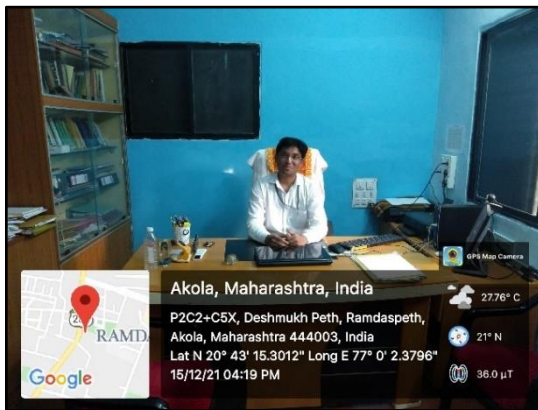 GPS Map Camera
Akola, Maharashtra, India
P2C2+C5X, Deshmukh Peth, Ramdaspeth,
Akola, Maharashtra 444003, India
Lat N 20° 43' 15.3012" Long E 77° 0' 2.3796"
15/12/21 04:19 PM
27.76° C
21° N
36.0 µT
RAMDA
Google